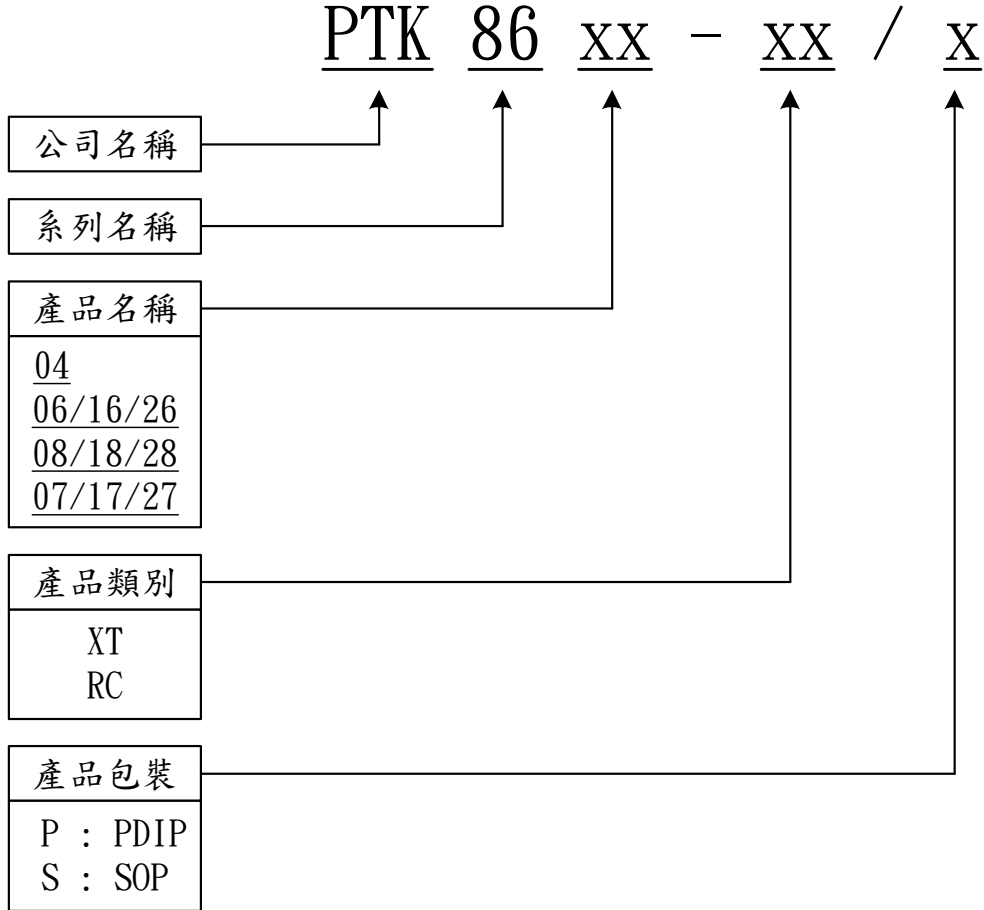 PTK 86 xx - xx / x
公司名稱
系列名稱
產品名稱
04
06/16/26
08/18/28
07/17/27
產品類別
XT
RC
產品包裝
P : PDIP
S : SOP